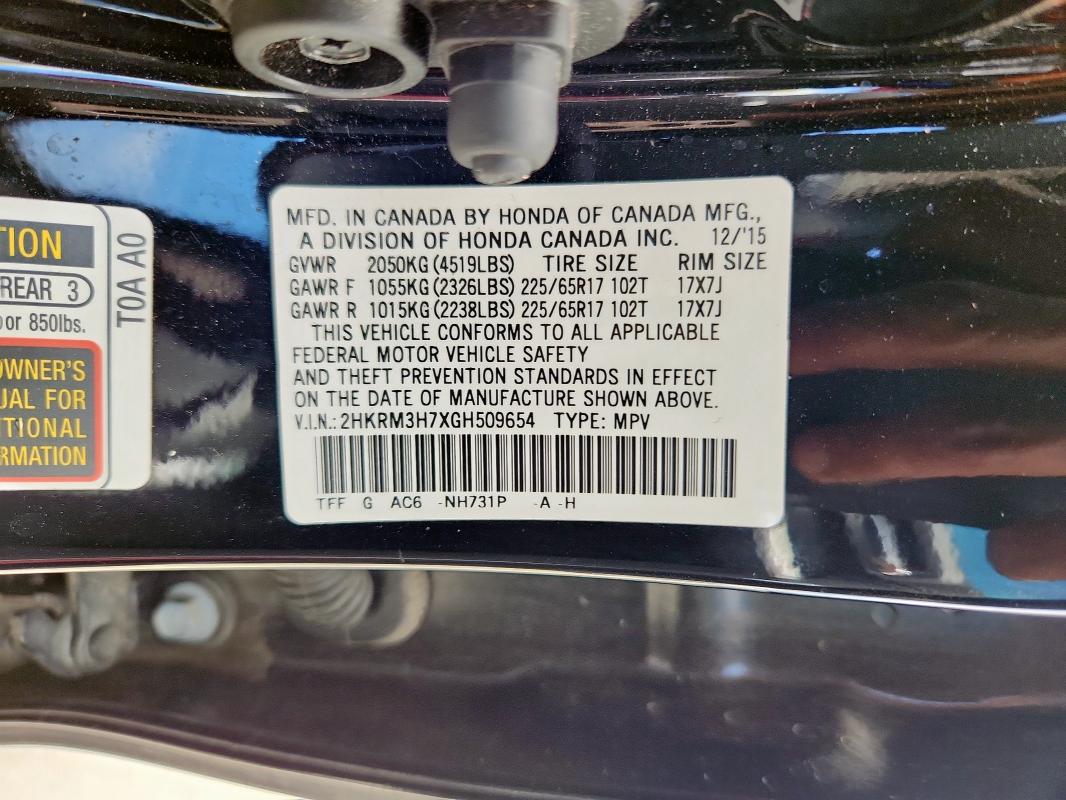 MFD. IN CANADA BY HONDA OF CANADA MFG.,
A DIVISION OF HONDA CANADA INC. 12/'15
GVWR 2050KG (4519LBS) TIRE SIZE RIM SIZE
GAWR F 1055KG (2326LBS) 225/65R17 102T 17X7J
GAWR R 1015KG (2238LBS) 225/65R17 102T 17X7J
THIS VEHICLE CONFORMS TO ALL APPLICABLE
FEDERAL MOTOR VEHICLE SAFETY
AND THEFT PREVENTION STANDARDS IN EFFECT
ON THE DATE OF MANUFACTURE SHOWN ABOVE.
V.I.N.: 2HKRM3H7XGH509654 TYPE: MPV
TFF G AC6 -NH731P -A -H
TION
REAR 3
or 850lbs.
OWNER'S
UAL FOR
TIONAL
RMATION
T0A A0